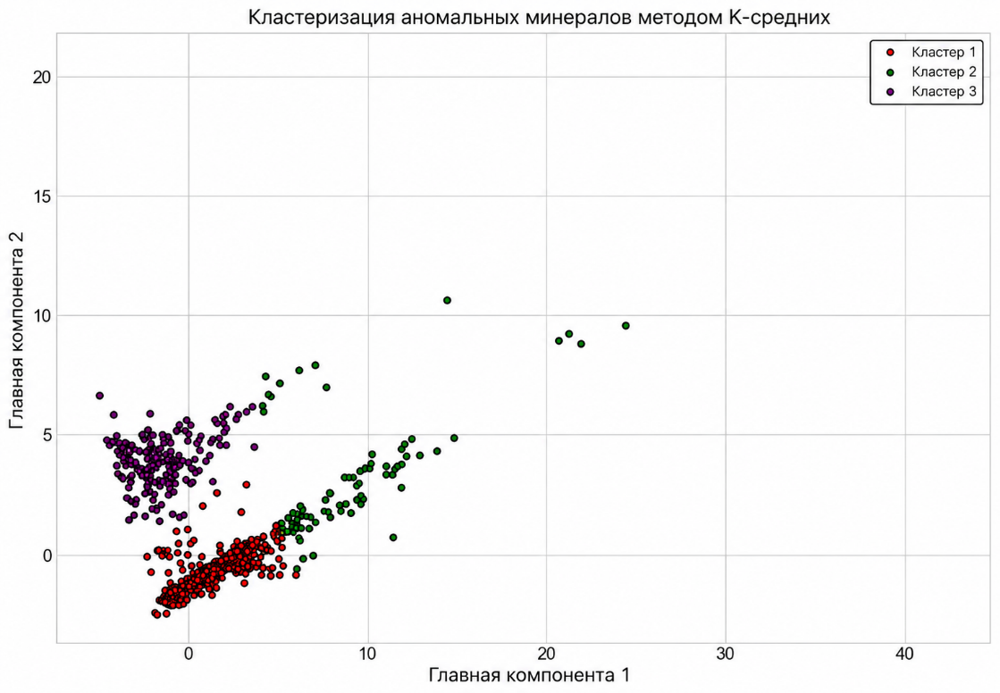 Кластеризация аномальных минералов методом К-средних
Кластер 1
Кластер 2
Кластер 3
Главная компонента 2
20
15
10
5
0
0 10 20 30 40
Главная компонента 1